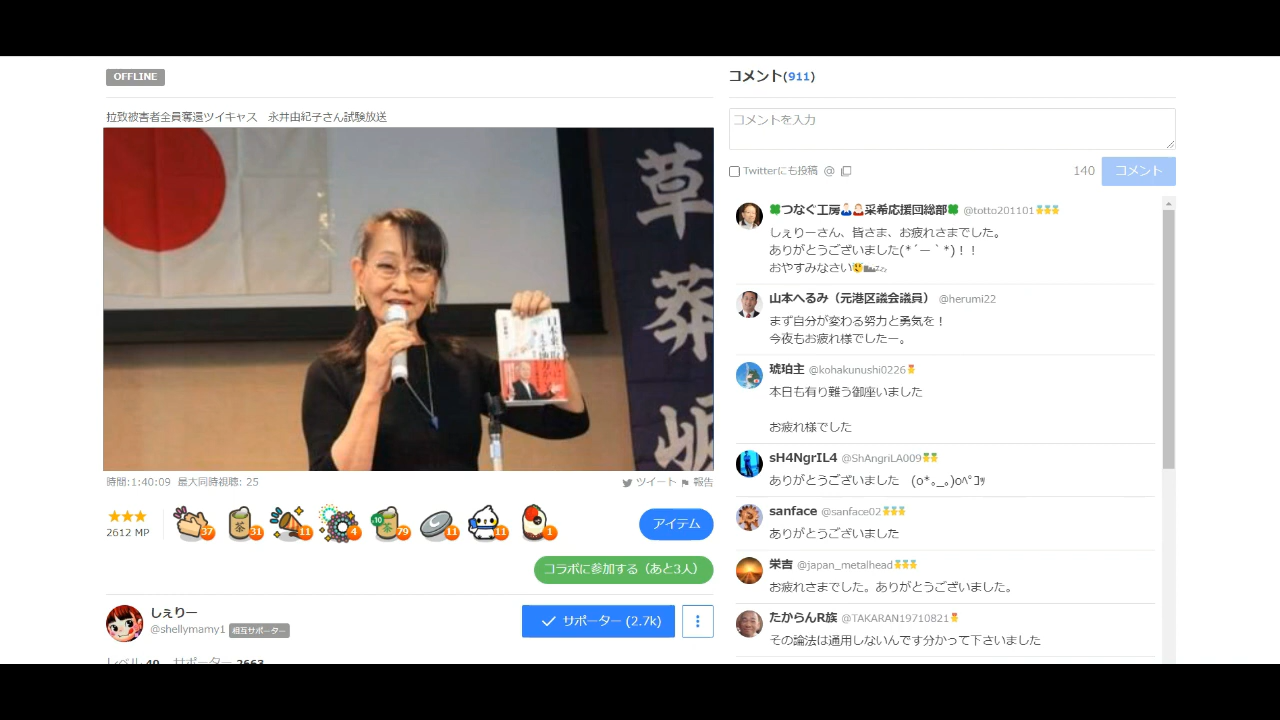 OFFLINE
拉致被害者全員奪還ツイキャス　永井由紀子さん試験放送
草莽崛
時間:1:40:09 最大同時視聴: 25
ツイート 報告
2612 MP
37
31
11
4
×10
79
11
11
1
アイテム
コラボに参加する（あと3人）
しぇりー
@shellymamy1 相互サポーター
サポーター (2.7k)
レベル 40 サポーター 2663
コメント(911)
コメントを入力
Twitterにも投稿 @
140 コメント
つなぐ工房采希応援団総部 @totto201101
しぇりーさん、皆さま、お疲れさまでした。
ありがとうございました(*´ー｀*)！！
おやすみなさい
山本へるみ（元港区議会議員） @herumi22
まず自分が変わる努力と勇気を！
今夜もお疲れ様でしたー。
琥珀主 @kohakunushi0226
本日も有り難う御座いました
お疲れ様でした
sH4NgrIL4 @ShAngriLA009
ありがとうございました　(o*｡_｡)oﾍﾟｺｯ
sanface @sanface02
ありがとうございました
栄吉 @japan_metalhead
お疲れさまでした。ありがとうございました。
たからんR族 @TAKARAN19710821
その論法は通用しないんです分かって下さいました